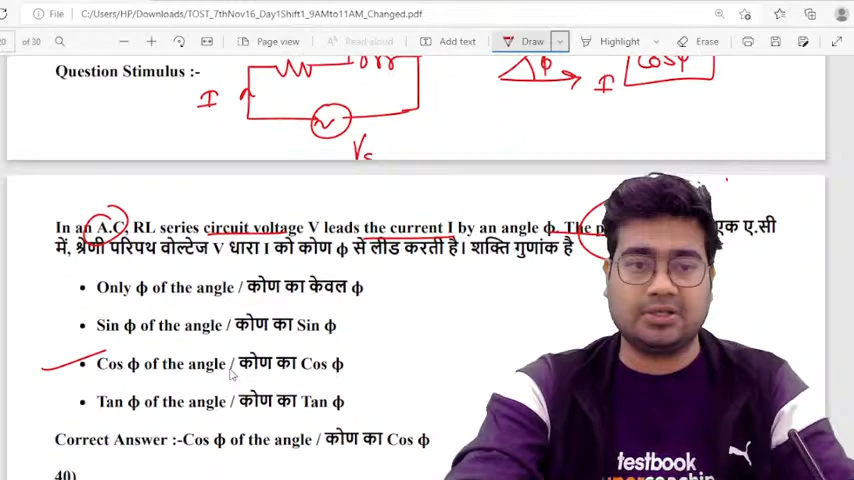 C:/Users/HP/Downloads/TOST_7thNov16_Day1Shift1_9AMto11AM_Changed.pdf
20 of 30 Page view Read aloud Add text Draw Highlight Erase
Question Stimulus :-
I
I
ϕ
cosϕ
Vs
In an A.C, RL series circuit voltage V leads the current I by an angle ϕ. The p एक ए.सी
में, श्रेणी परिपथ वोल्टेज V धारा I को कोण ϕ से लीड करती है। शक्ति गुणांक है
• Only ϕ of the angle / कोण का केवल ϕ
• Sin ϕ of the angle / कोण का Sin ϕ
• Cos ϕ of the angle / कोण का Cos ϕ
• Tan ϕ of the angle / कोण का Tan ϕ
Correct Answer :-Cos ϕ of the angle / कोण का Cos ϕ
40)
testbook
supercoaching